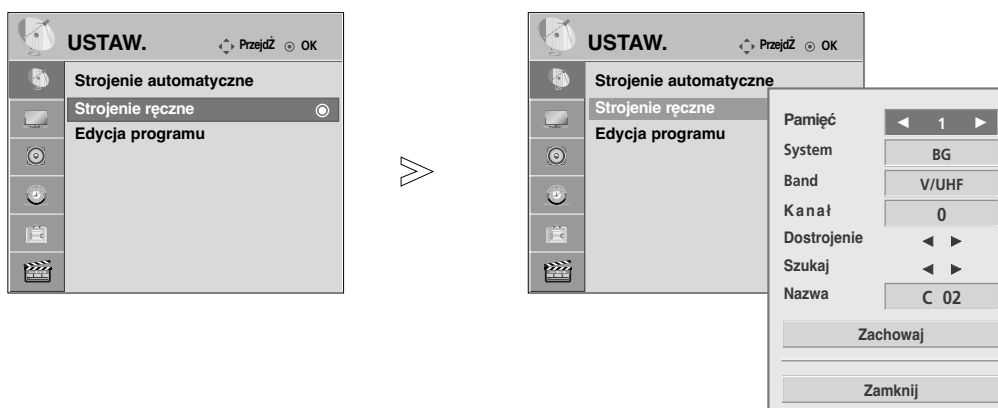 USTAW. PrzejdŹ OK
Strojenie automatyczne
Strojenie ręczne
Edycja programu
USTAW. PrzejdŹ OK
Strojenie automatyczne
Strojenie ręczne
Edycja programu
Pamięć ◄ 1 ►
System BG
Band V/UHF
Kanał 0
Dostrojenie ◄ ►
Szukaj ◄ ►
Nazwa C 02
Zachowaj
Zamknij